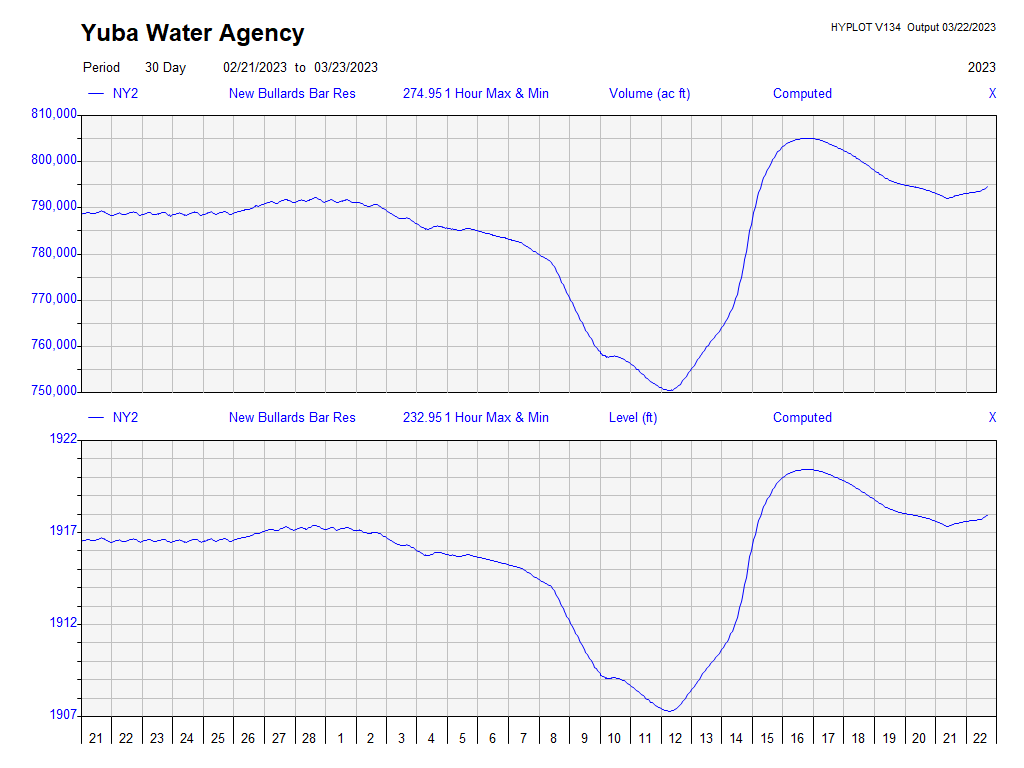 Yuba Water Agency
HYPLOT V134 Output 03/22/2023
Period 30 Day 02/21/2023 to 03/23/2023 2023
NY2 New Bullards Bar Res 274.95 1 Hour Max & Min Volume (ac ft) Computed X
810,000
800,000
790,000
780,000
770,000
760,000
750,000
NY2 New Bullards Bar Res 232.95 1 Hour Max & Min Level (ft) Computed X
1922
1917
1912
1907
21 22 23 24 25 26 27 28 1 2 3 4 5 6 7 8 9 10 11 12 13 14 15 16 17 18 19 20 21 22